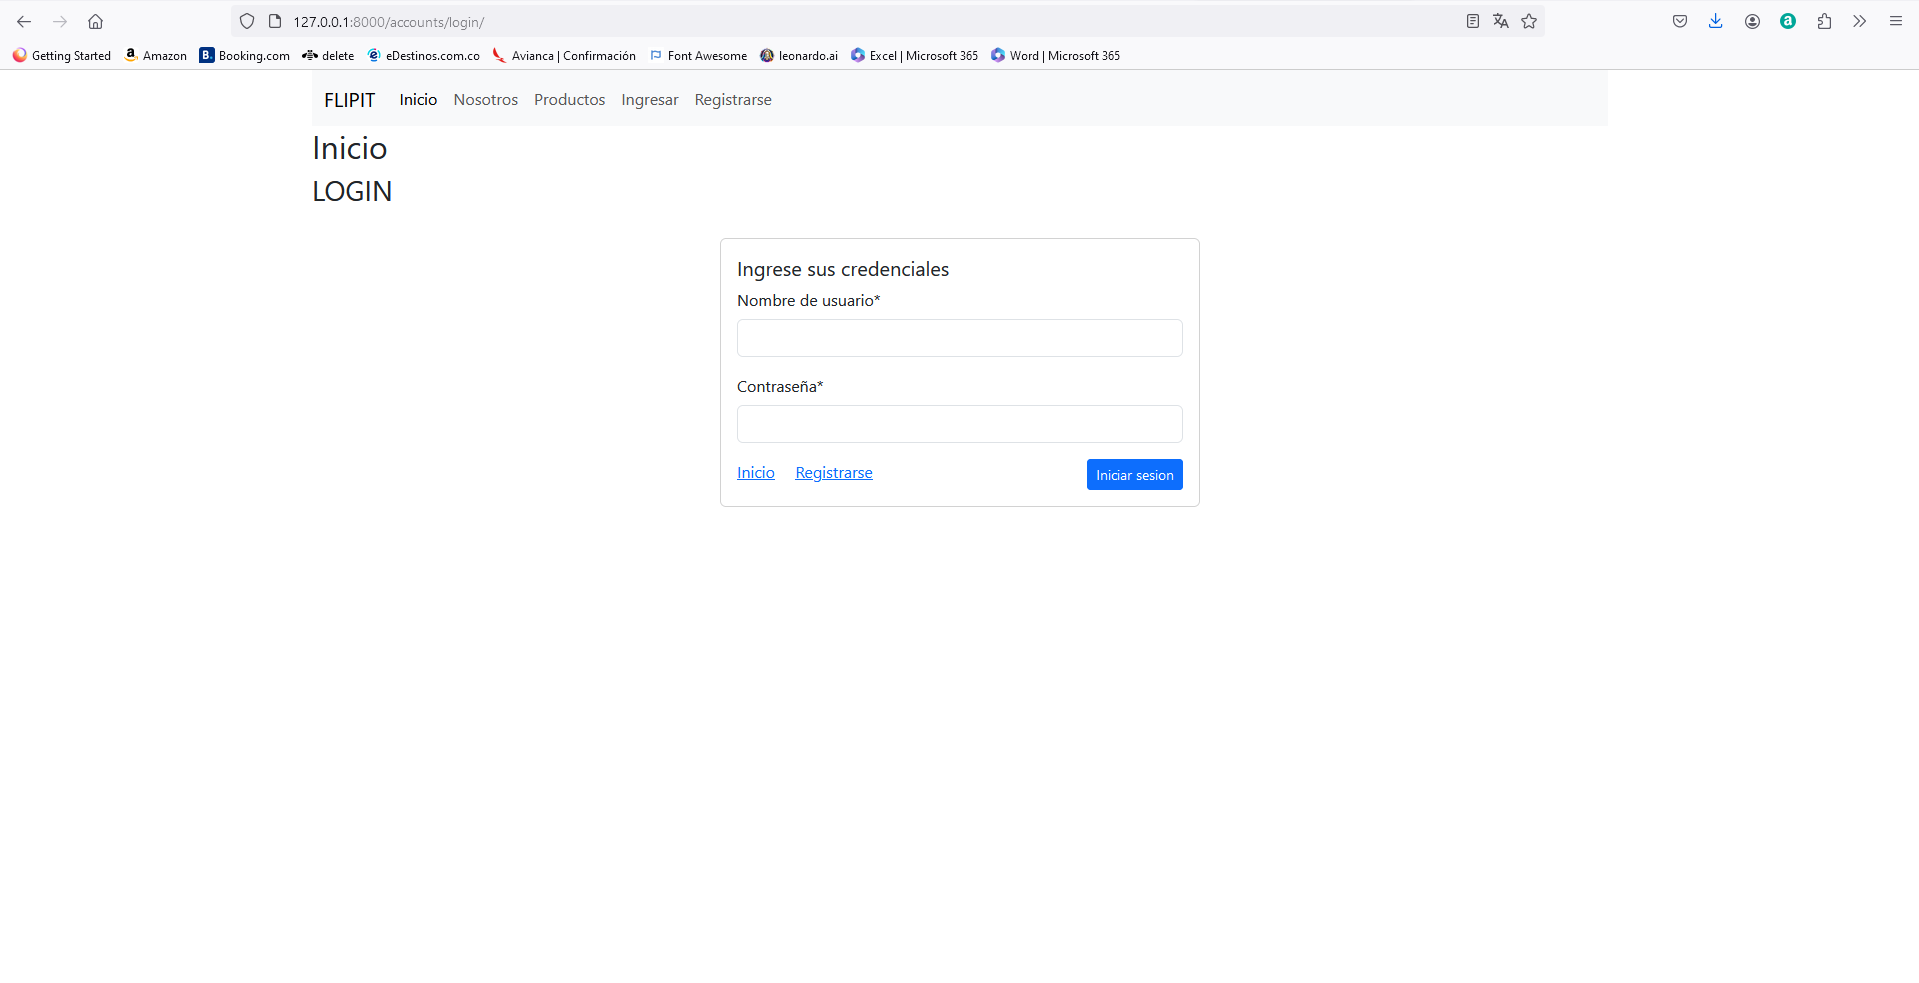 127.0.0.1:8000/accounts/login/
Getting Started Amazon Booking.com delete eDestinos.com.co Avianca | Confirmación Font Awesome leonardo.ai Excel | Microsoft 365 Word | Microsoft 365
FLIPIT Inicio Nosotros Productos Ingresar Registrarse
Inicio
LOGIN
Ingrese sus credenciales
Nombre de usuario*
Contraseña*
Inicio Registrarse Iniciar sesion